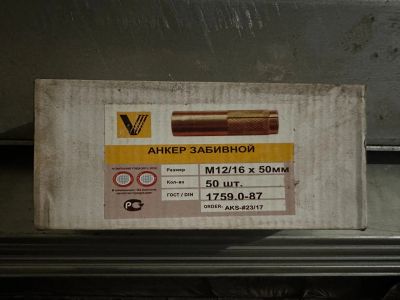 АНКЕР ЗАБИВНОЙ
Размер M12/16 x 50мм
Кол-во 50 шт.
ГОСТ / DIN 1759.0-87
ORDER: AKS-#23/17